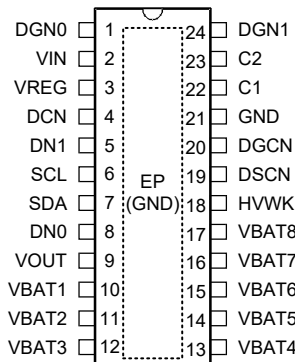 DGN0 1 24 DGN1
VIN 2 23 C2
VREG 3 22 C1
DCN 4 21 GND
DN1 5 20 DGCN
SCL 6 19 DSCN
EP
SDA 7 (GND) 18 HVWK
DN0 8 17 VBAT8
VOUT 9 16 VBAT7
VBAT1 10 15 VBAT6
VBAT2 11 14 VBAT5
VBAT3 12 13 VBAT4